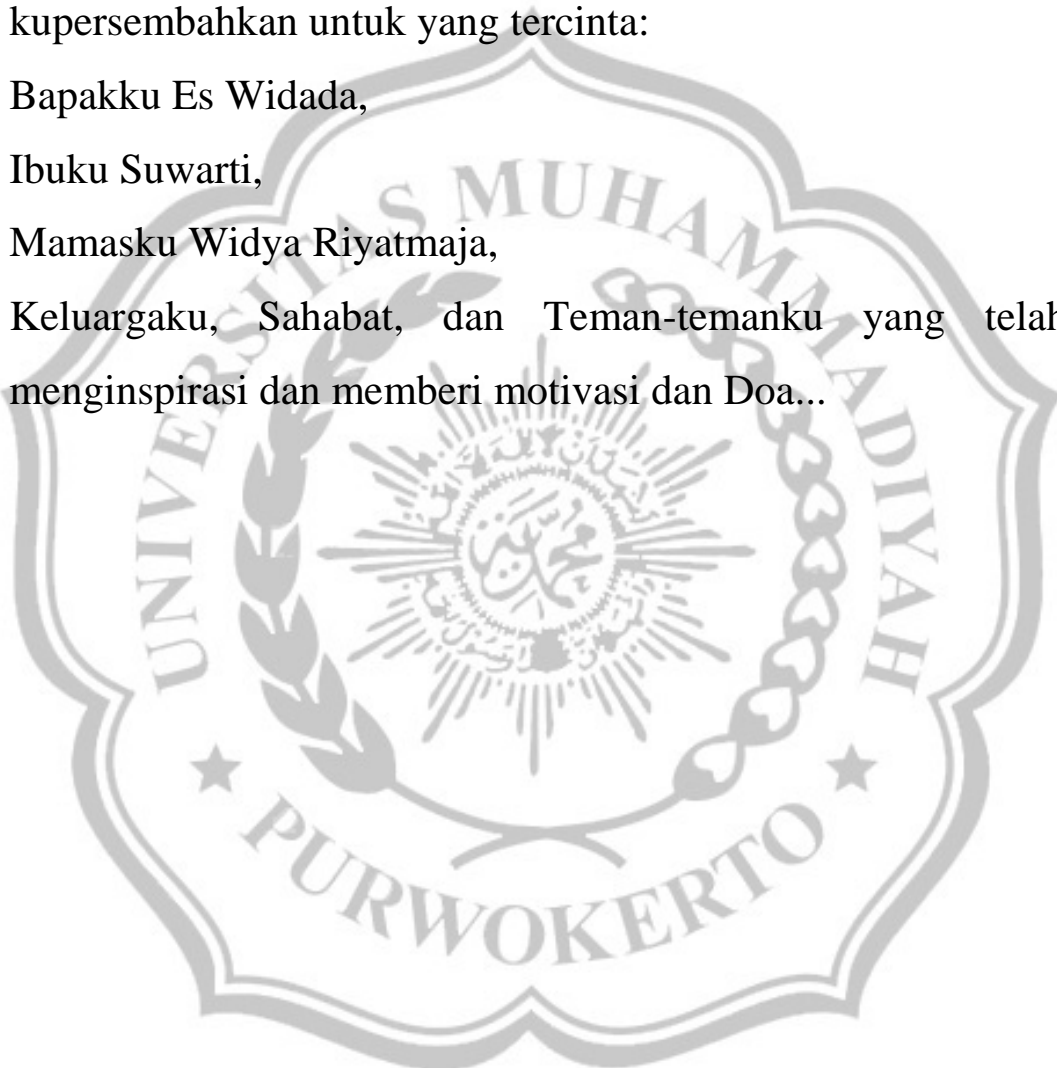 kupersembahkan untuk yang tercinta:
Bapakku Es Widada,
Ibuku Suwarti,
Mamasku Widya Riyatmaja,
Keluargaku, Sahabat, dan Teman-temanku yang telah
menginspirasi dan memberi motivasi dan Doa...
UNIVERSITAS MUHAMMADIYAH
PURWOKERTO
محمدية